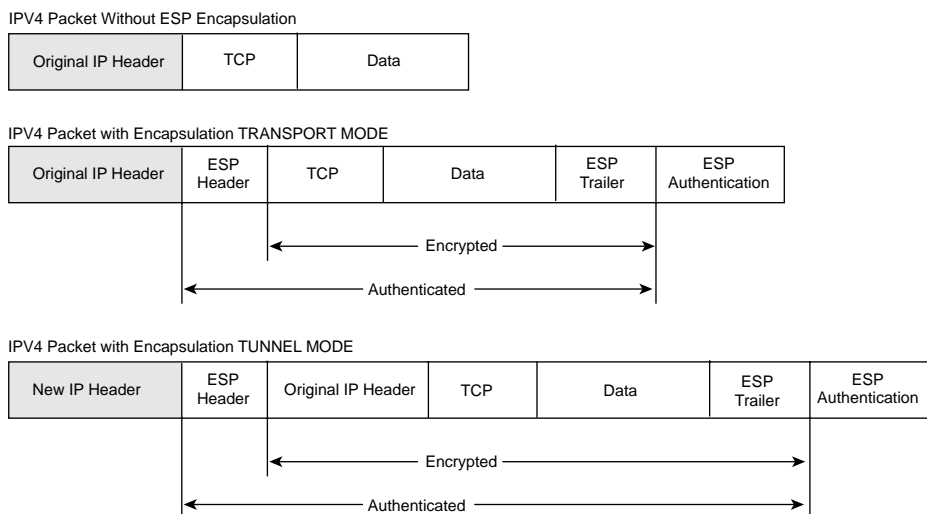 IPV4 Packet Without ESP Encapsulation
Original IP Header TCP Data
IPV4 Packet with Encapsulation TRANSPORT MODE
Original IP Header ESP Header TCP Data ESP Trailer ESP Authentication
Encrypted
Authenticated
IPV4 Packet with Encapsulation TUNNEL MODE
New IP Header ESP Header Original IP Header TCP Data ESP Trailer ESP Authentication
Encrypted
Authenticated